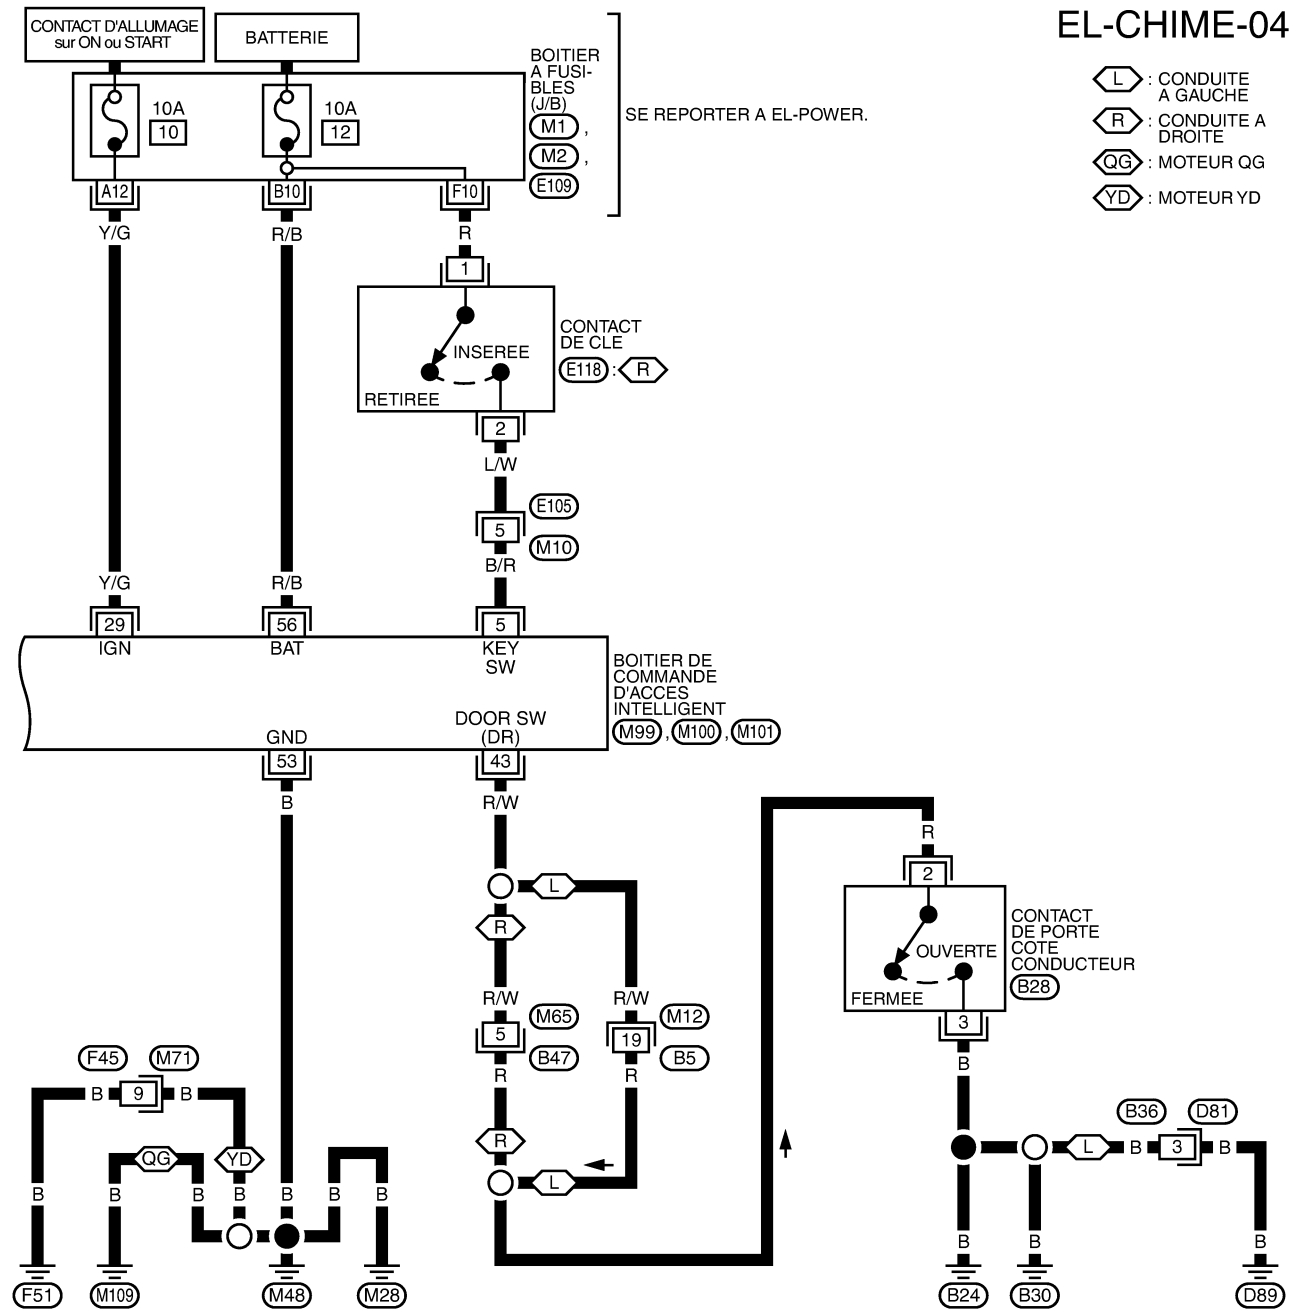 EL-CHIME-04
CONTACT D'ALLUMAGE
sur ON ou START
BATTERIE
10A
10
10A
12
BOITIER
A FUSI-
BLES
(J/B)
M1 ,
M2 ,
E109
SE REPORTER A EL-POWER.
L : CONDUITE
A GAUCHE
R : CONDUITE A
DROITE
QG : MOTEUR QG
YD : MOTEUR YD
A12
B10
F10
Y/G
R/B
R
1
INSEREE
RETIREE
CONTACT
DE CLE
E118 : R
2
L/W
E105
5
M10
B/R
Y/G
R/B
29
56
5
IGN
BAT
KEY
SW
BOITIER DE
COMMANDE
D'ACCES
INTELLIGENT
M99 , M100 , M101
GND
DOOR SW
(DR)
53
43
B
R/W
L
R
R/W
R/W
M65
M12
5
19
B47
B5
R
R
R
L
R
2
OUVERTE
FERMEE
CONTACT
DE PORTE
COTE
CONDUCTEUR
B28
3
B
F45
M71
B
9
B
QG
YD
B
B
B
B
B
B
B
F51
M109
M48
M28
B36
D81
L
B
3
B
B
B
B
B24
B30
D89